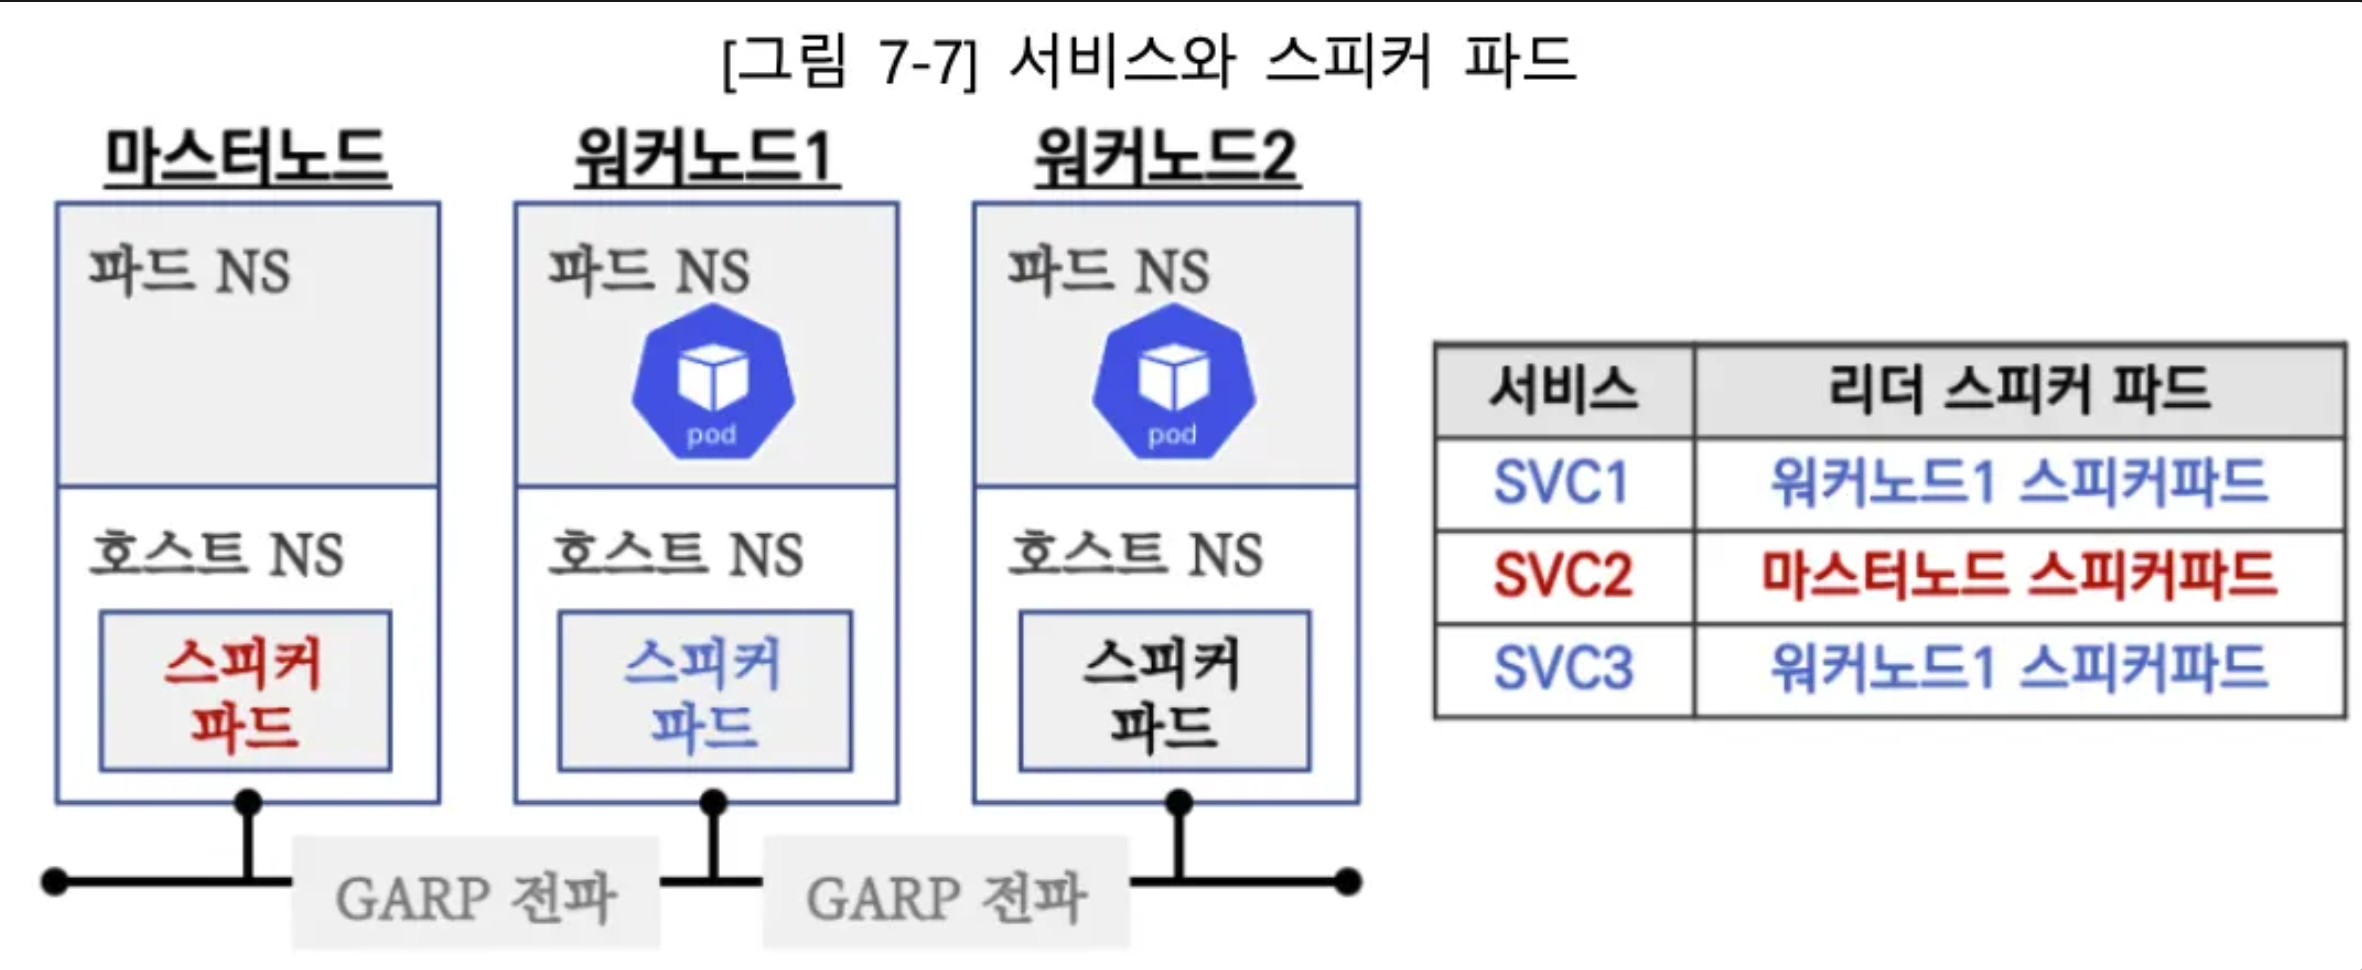 [그림 7-7] 서비스와 스피커 파드
마스터노드
워커노드1
워커노드2
파드 NS
파드 NS
파드 NS
pod
pod
호스트 NS
호스트 NS
호스트 NS
스피커
파드
스피커
파드
스피커
파드
GARP 전파
GARP 전파
서비스 리더 스피커 파드
SVC1 워커노드1 스피커파드
SVC2 마스터노드 스피커파드
SVC3 워커노드1 스피커파드